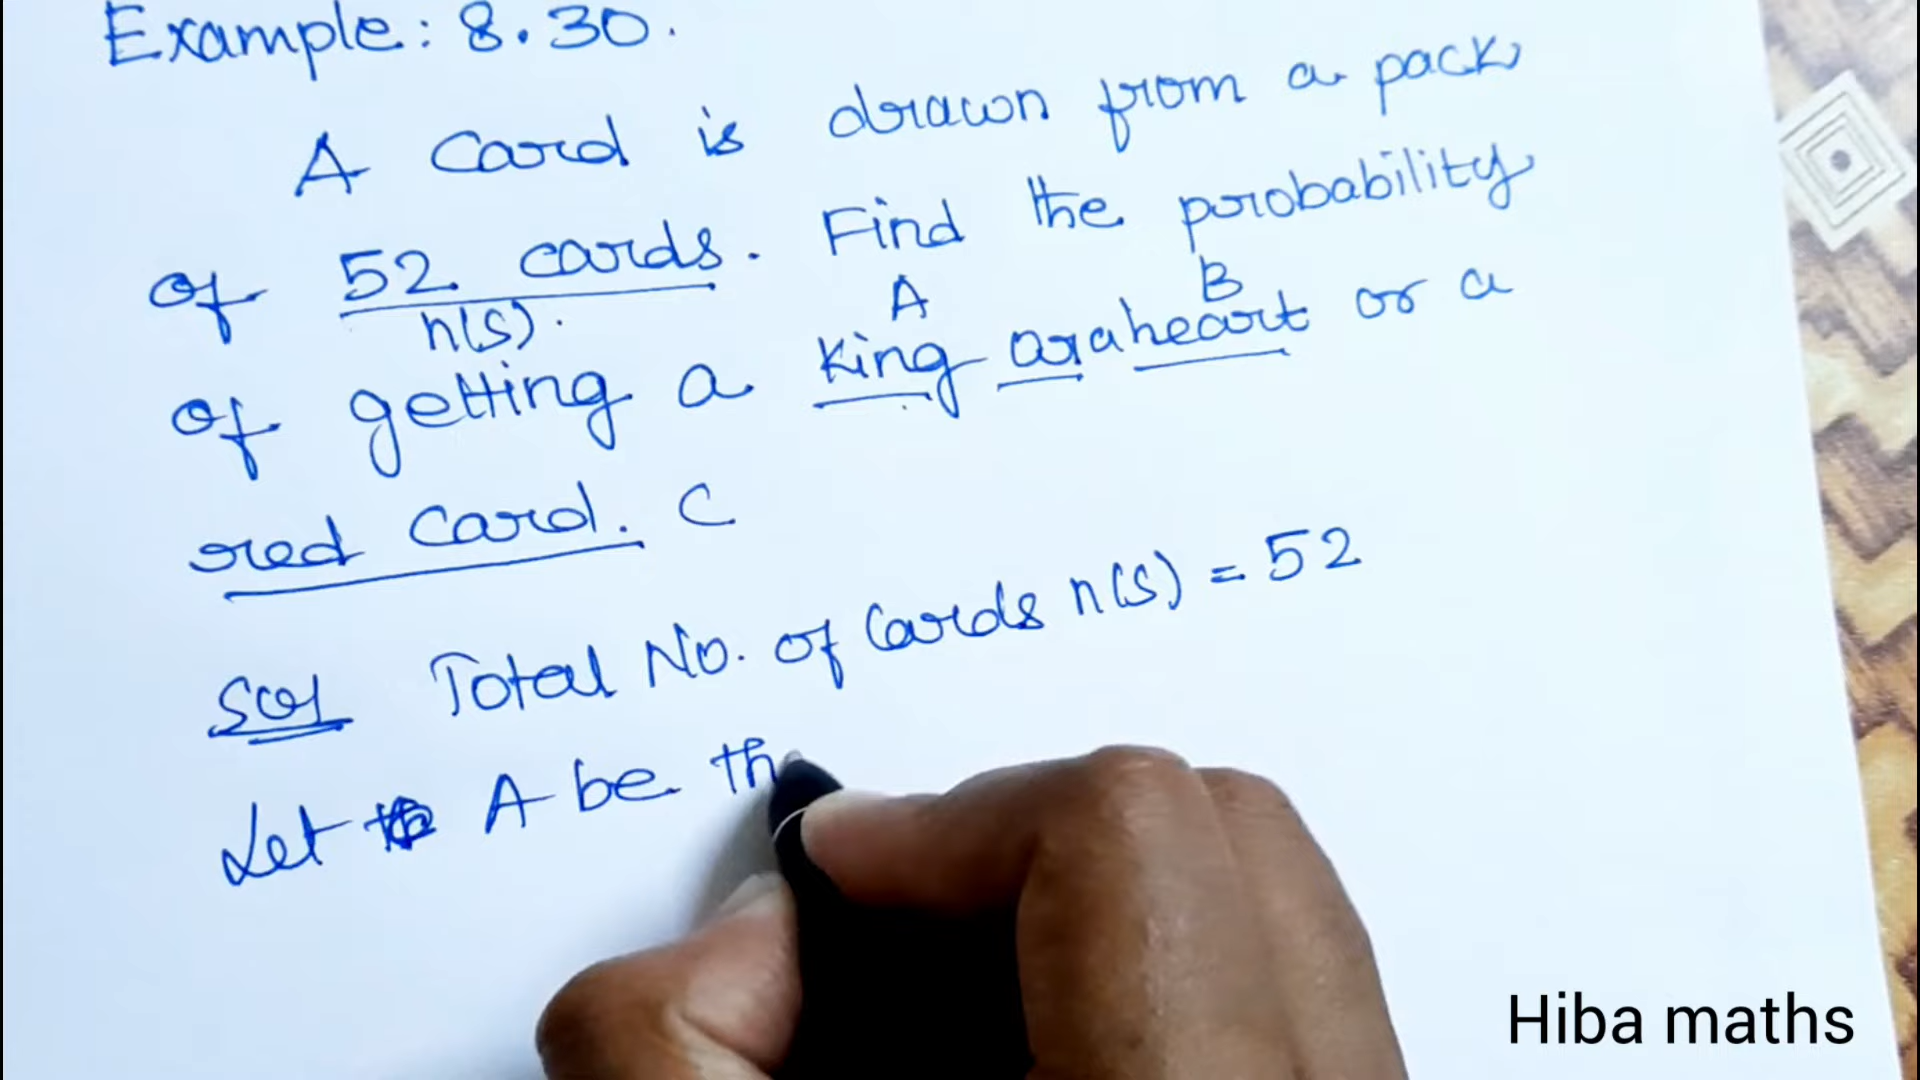 Example: 8.30.
A Card is drawn from a pack
of 52 cards. Find the probability
n(S). A B
of getting a king or a heart or a
red Card. C
Sol Total No. of Cards n(S) = 52
Let A be th
Hiba maths